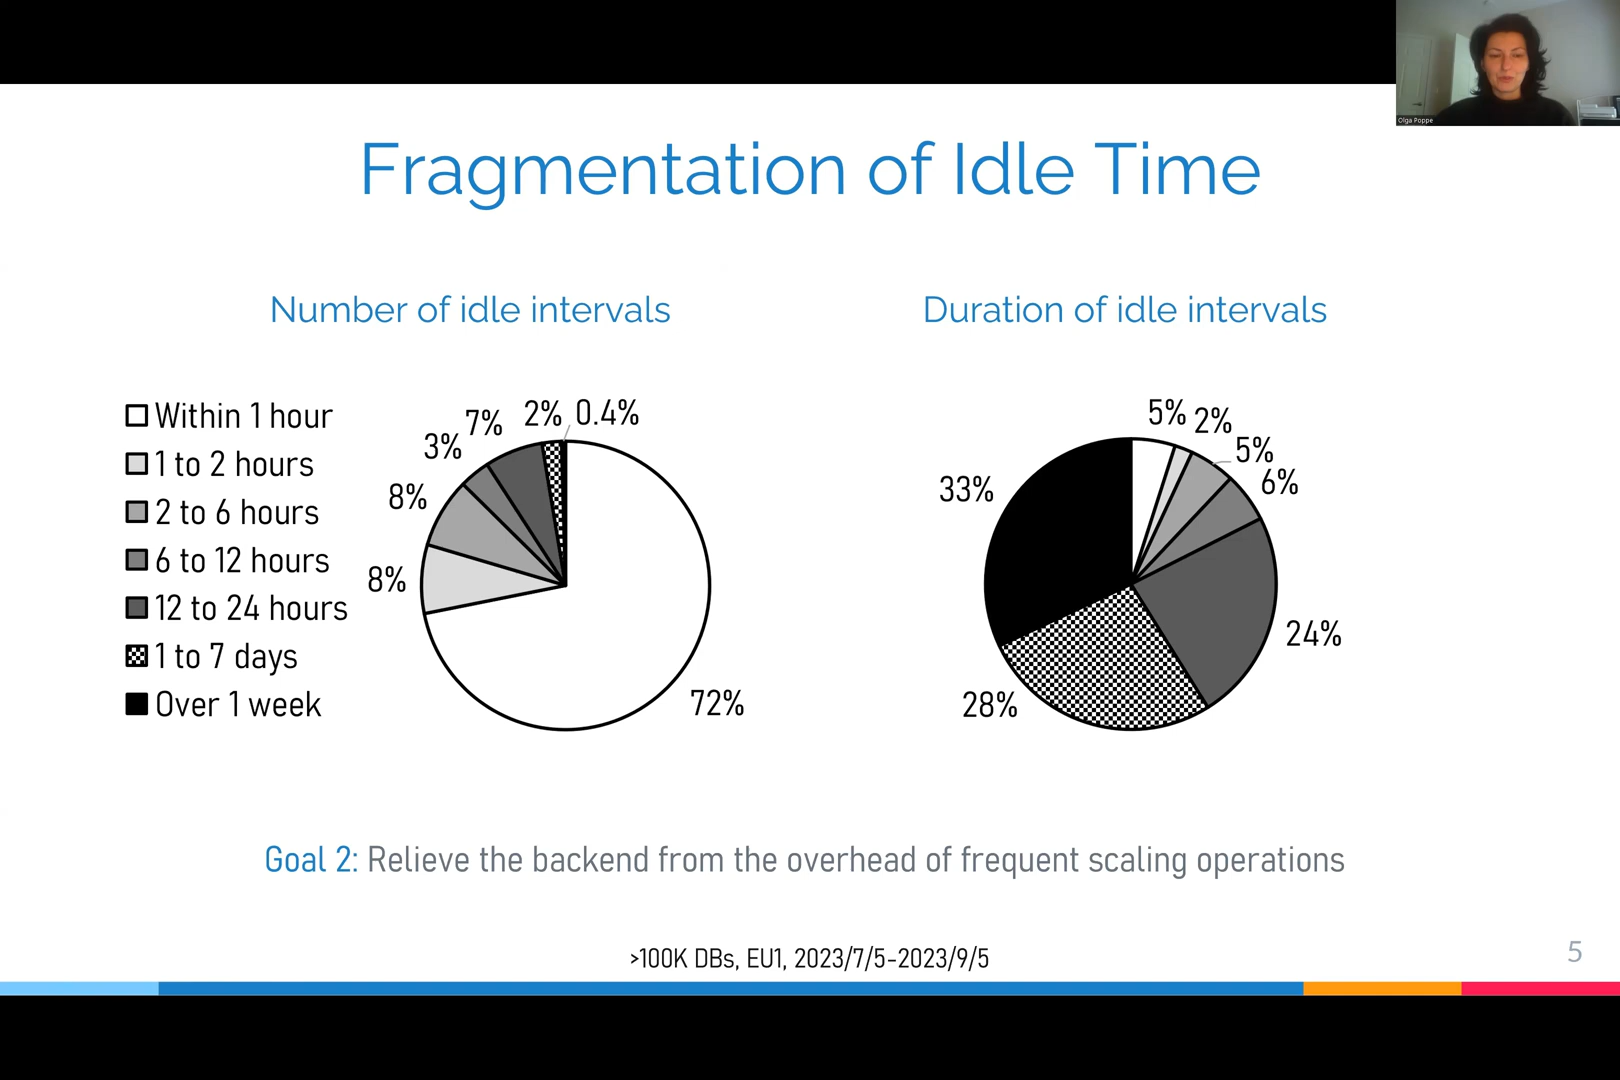 Olga Poppe
Fragmentation of Idle Time
Number of idle intervals
Duration of idle intervals
Within 1 hour
1 to 2 hours
2 to 6 hours
6 to 12 hours
12 to 24 hours
1 to 7 days
Over 1 week
8%
8%
3%
7%
2%
0.4%
72%
33%
5%
2%
5%
6%
24%
28%
Goal 2: Relieve the backend from the overhead of frequent scaling operations
>100K DBs, EU1, 2023/7/5-2023/9/5
5